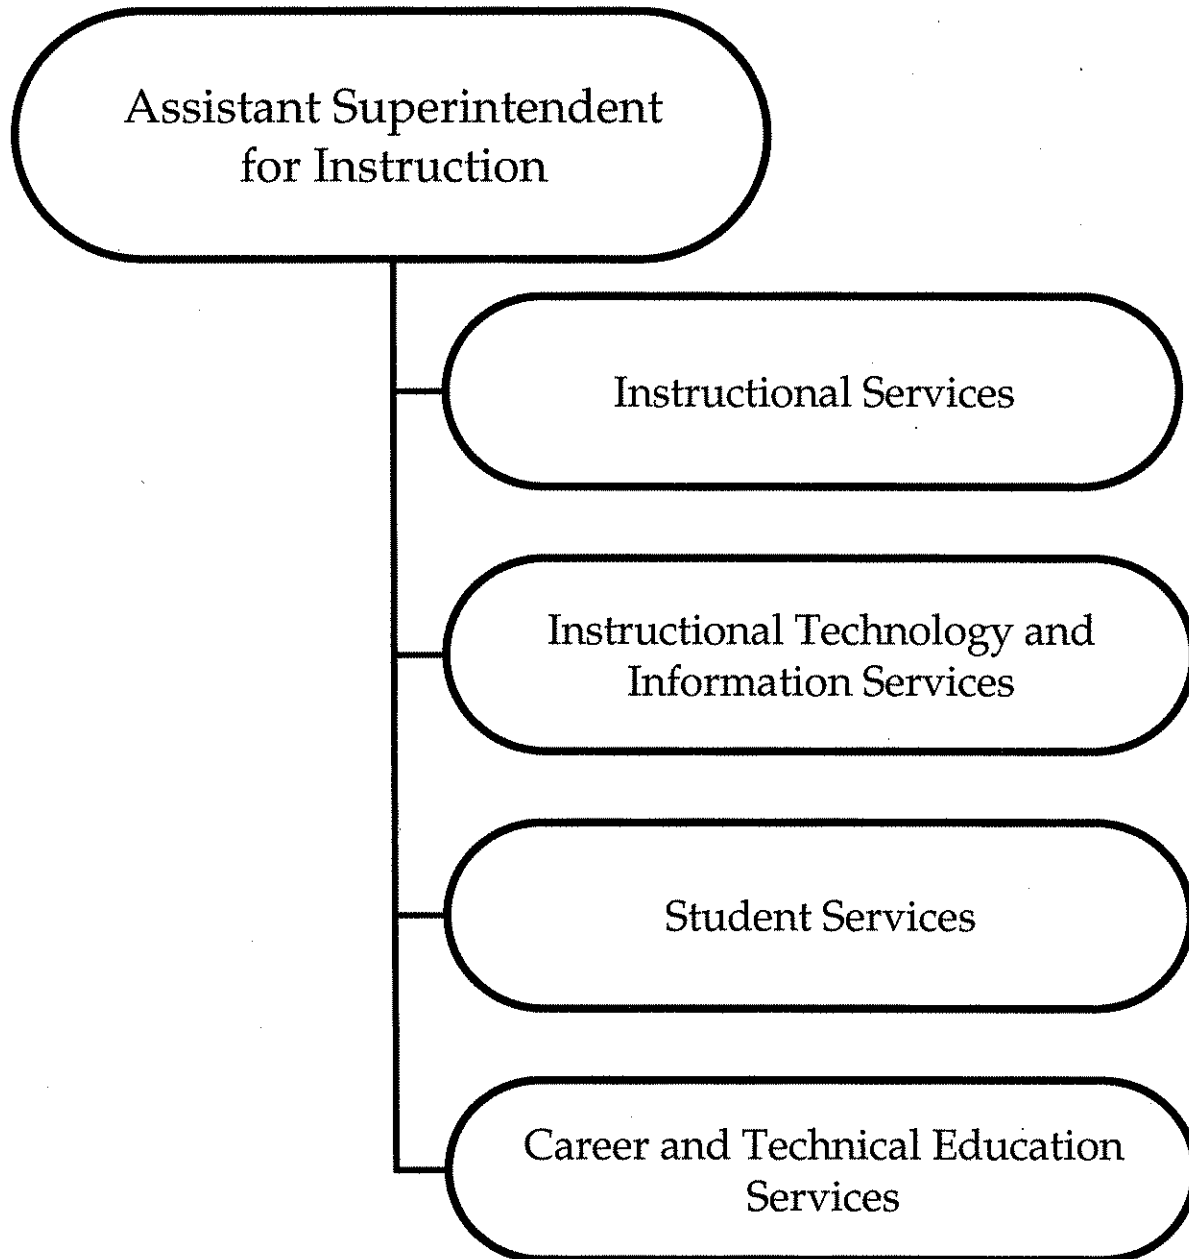 Assistant Superintendent
for Instruction
Instructional Services
Instructional Technology and
Information Services
Student Services
Career and Technical Education
Services